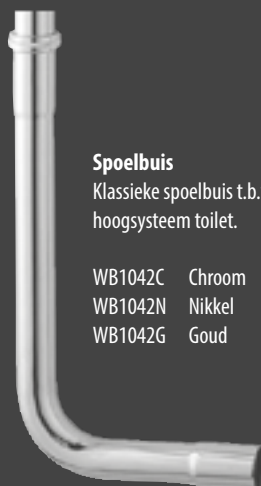 Spoelbuis
Klassieke spoelbuis t.b.
hoogsysteem toilet.
WB1042C Chroom
WB1042N Nikkel
WB1042G Goud